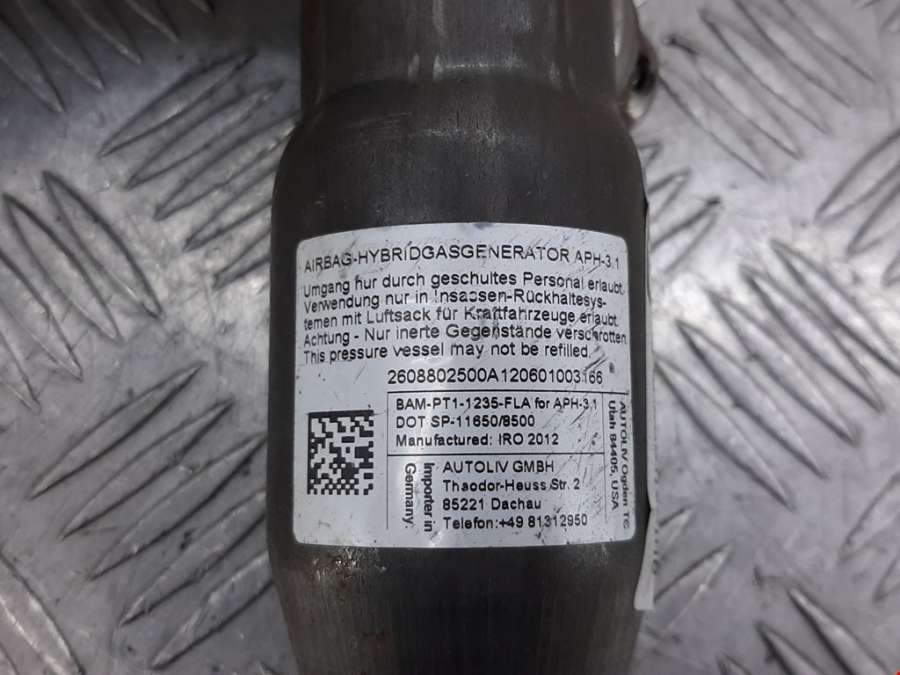 AIRBAG-HYBRIDGASGENERATOR APH-3.1
Umgang nur durch geschultes Personal erlaubt.
Verwendung nur in Insassen-Rückhaltesys-
temen mit Luftsack für Kraftfahrzeuge erlaubt.
Achtung - Nur inerte Gegenstände verschrotten.
This pressure vessel may not be refilled.
2608802500A120601003166
BAM-PT1-1235-FLA for APH-3.1
DOT SP-11650/8500
Manufactured: IRO 2012
AUTOLIV Ogden TC
Utah 84405, USA
Importer in
Germany:
AUTOLIV GMBH
Thaodor-Heuss Str. 2
85221 Dachau
Telefon:+49 81312950